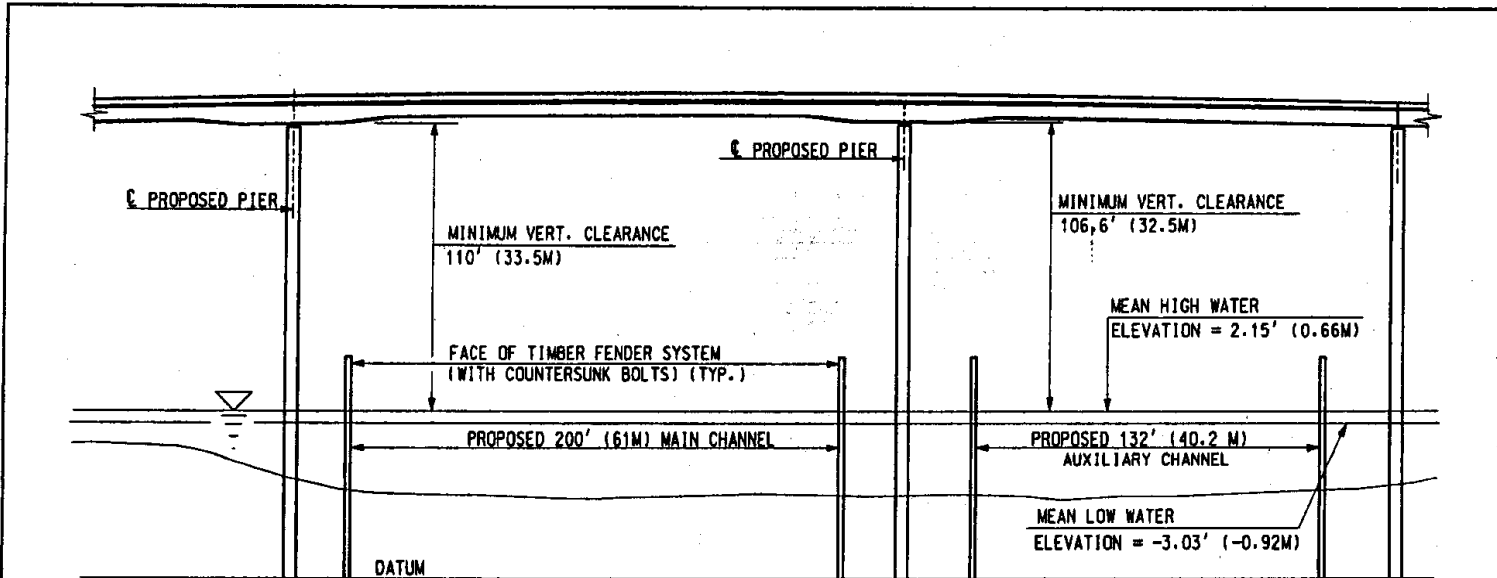 ℄ PROPOSED PIER
℄ PROPOSED PIER
MINIMUM VERT. CLEARANCE
110' (33.5M)
MINIMUM VERT. CLEARANCE
106,6' (32.5M)
MEAN HIGH WATER
ELEVATION = 2.15' (0.66M)
FACE OF TIMBER FENDER SYSTEM
(WITH COUNTERSUNK BOLTS) (TYP.)
PROPOSED 200' (61M) MAIN CHANNEL
PROPOSED 132' (40.2 M)
AUXILIARY CHANNEL
MEAN LOW WATER
ELEVATION = -3.03' (-0.92M)
DATUM